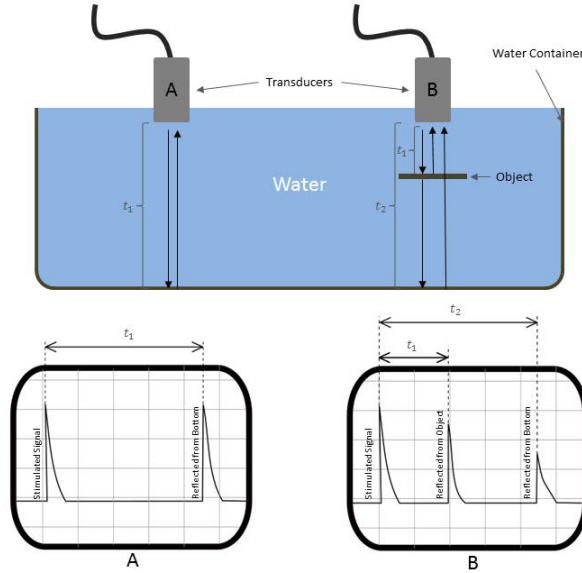 Water Container
A
Transducers
B
t₁
t₁
t₂
Water
Object
t₁
t₂
t₁
Stimulated Signal
Reflected from Bottom
Stimulated Signal
Reflected from Object
Reflected from Bottom
A
B